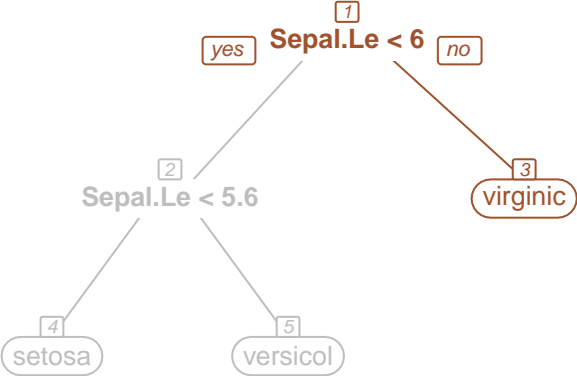 1
yes Sepal.Le < 6 no
2 3
Sepal.Le < 5.6 virginic
4 5
setosa versicol